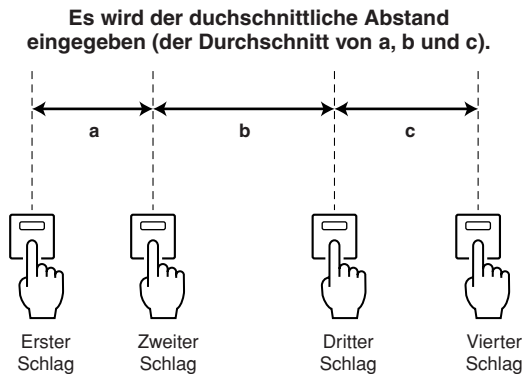 Es wird der duchschnittliche Abstand
eingegeben (der Durchschnitt von a, b und c).
a
b
c
Erster
Schlag
Zweiter
Schlag
Dritter
Schlag
Vierter
Schlag